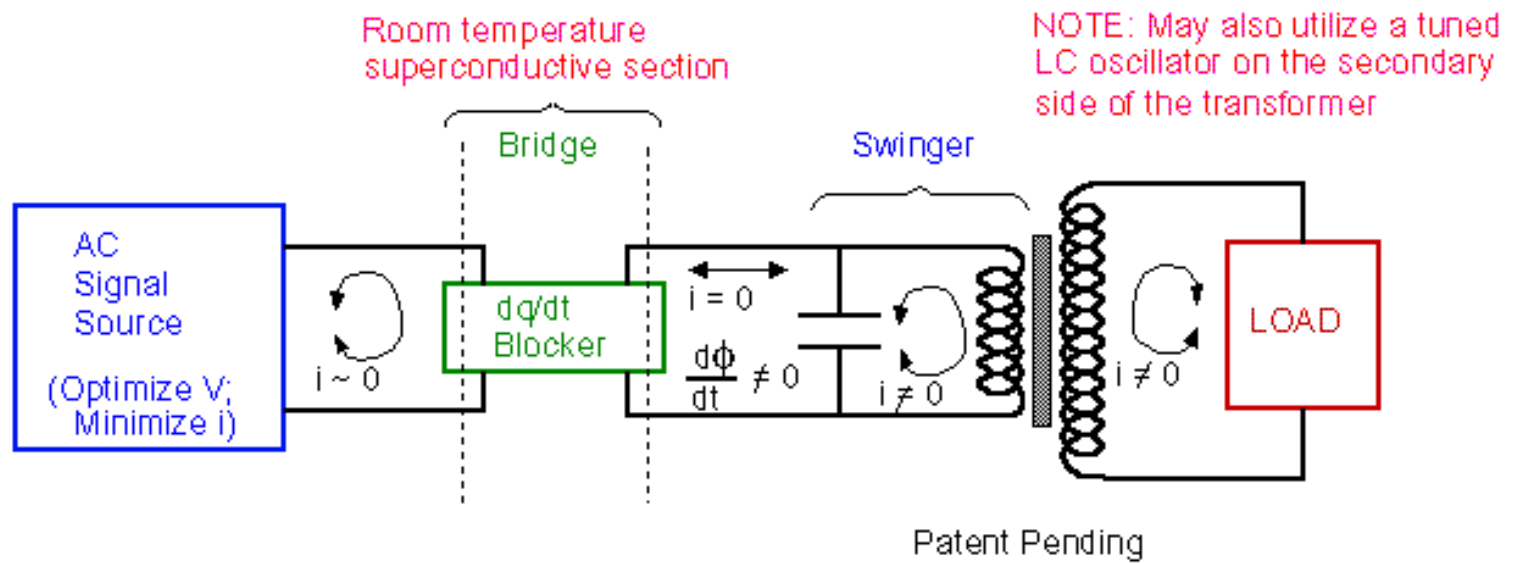 Room temperature
superconductive section
NOTE: May also utilize a tuned
LC oscillator on the secondary
side of the transformer
Bridge
Swinger
AC
Signal
Source
(Optimize V;
Minimize i)
i ~ 0
dq/dt
Blocker
i = 0
dϕ
dt
≠ 0
i ≠ 0
i ≠ 0
LOAD
Patent Pending